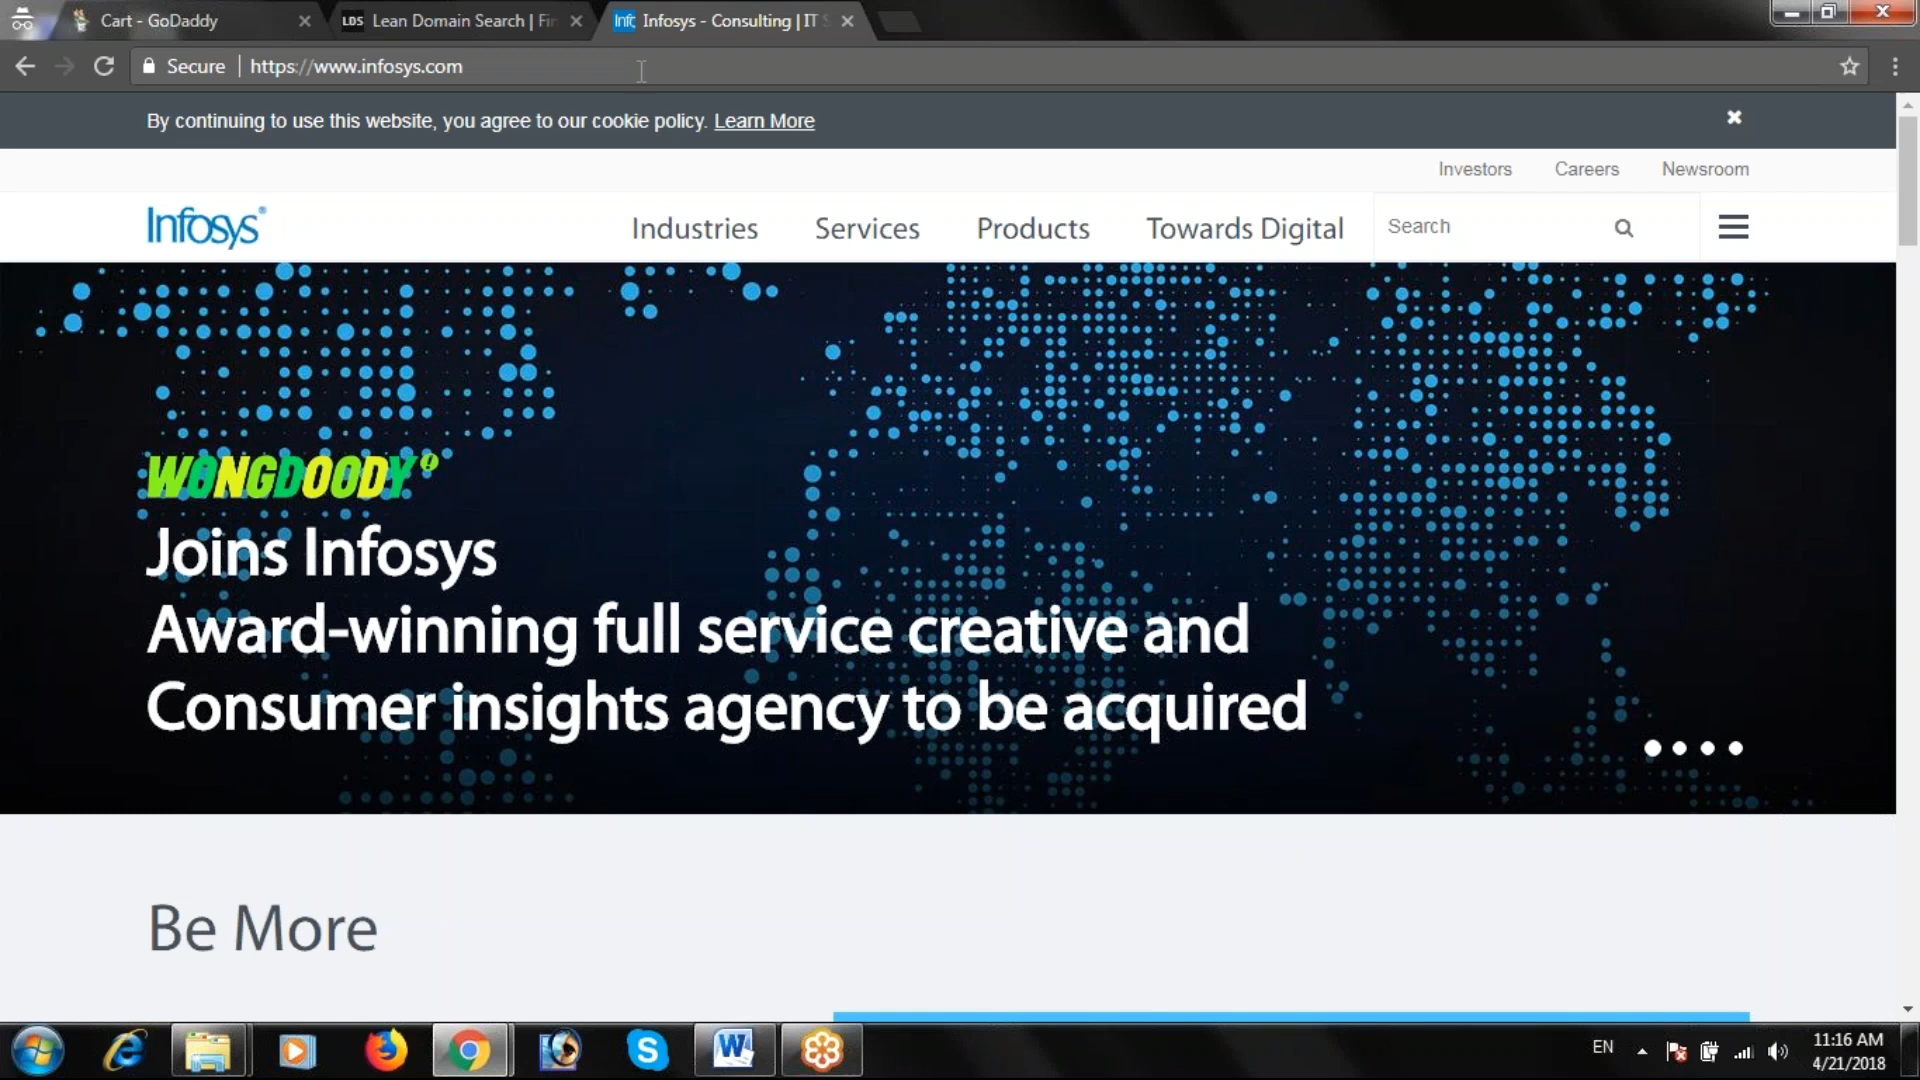 Cart - GoDaddy
LDS Lean Domain Search | Fi
Infosys - Consulting | IT S
Secure
https://www.infosys.com
By continuing to use this website, you agree to our cookie policy. Learn More
Investors Careers Newsroom
Infosys®
Industries Services Products Towards Digital
Search
WONGDOODY
Joins Infosys
Award-winning full service creative and
Consumer insights agency to be acquired
Be More
EN
11:16 AM
4/21/2018